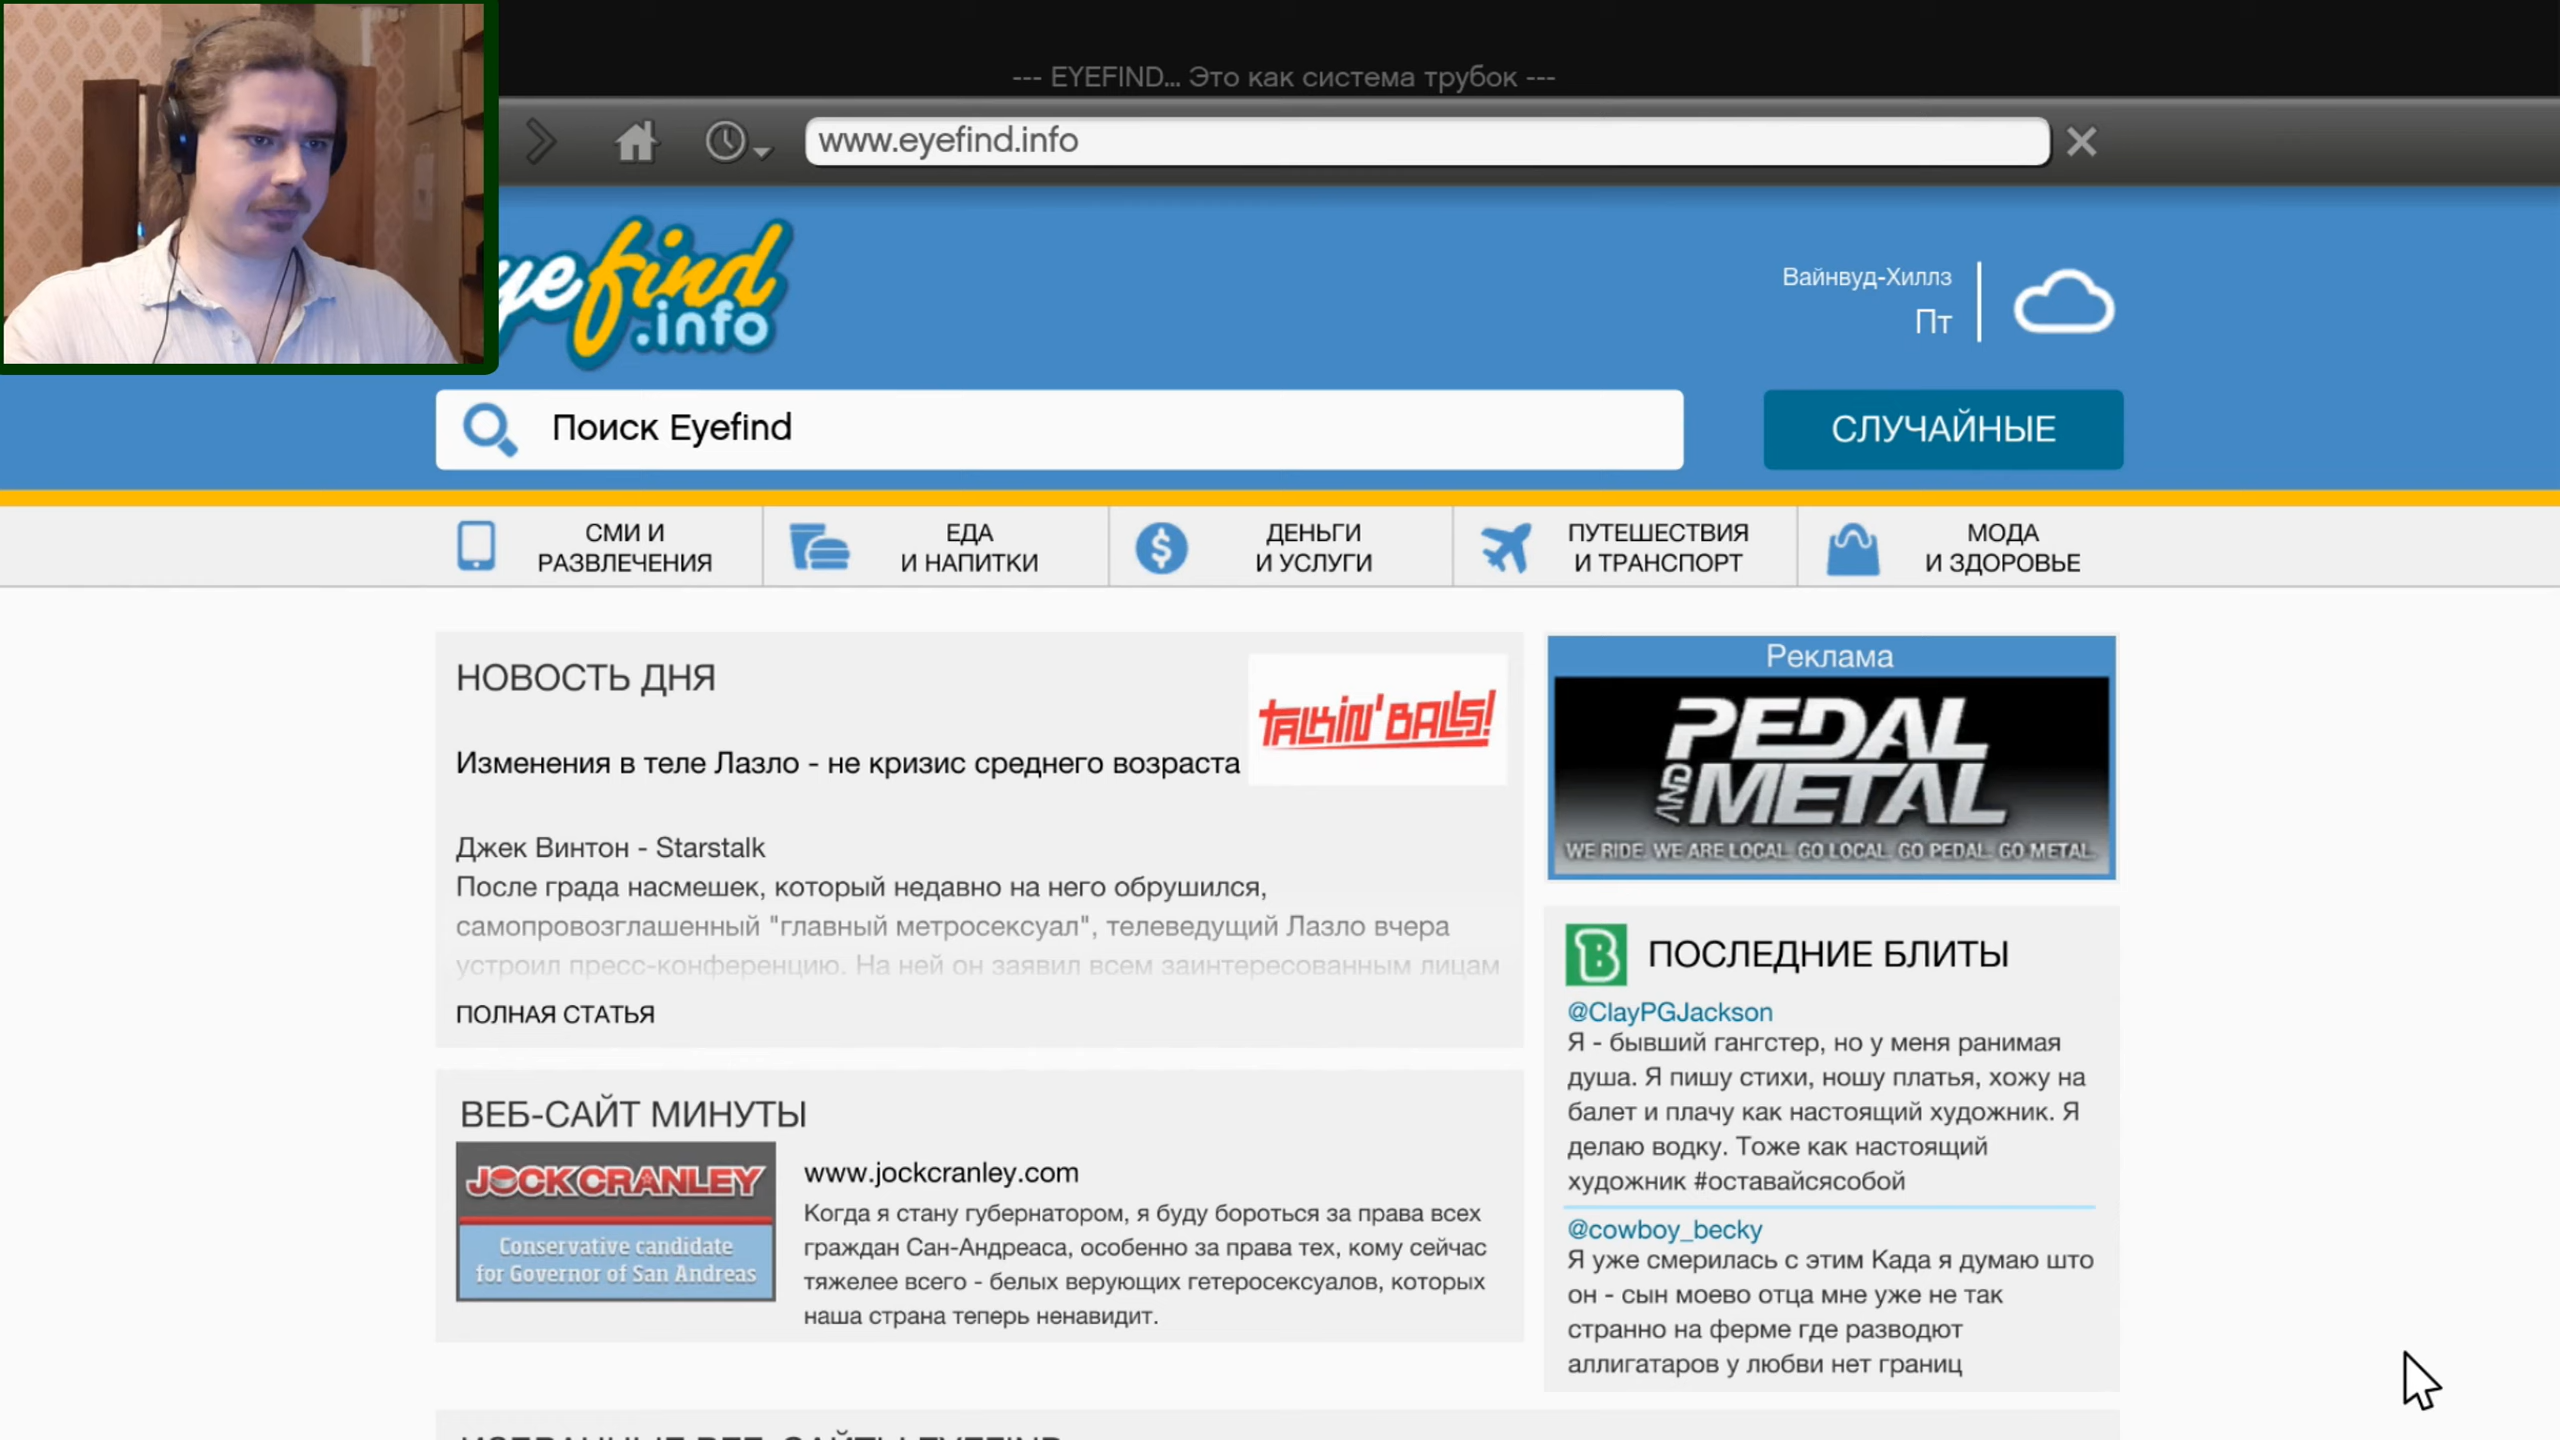 --- EYEFIND... Это как система трубок ---
www.eyefind.info
yefind
.info
Вайнвуд-Хиллз
Пт
Поиск Eyefind
СЛУЧАЙНЫЕ
СМИ И
РАЗВЛЕЧЕНИЯ
ЕДА
И НАПИТКИ
ДЕНЬГИ
И УСЛУГИ
ПУТЕШЕСТВИЯ
И ТРАНСПОРТ
МОДА
И ЗДОРОВЬЕ
НОВОСТЬ ДНЯ
TALKIN' BALLS!
Изменения в теле Лазло - не кризис среднего возраста
Джек Винтон - Starstalk
После града насмешек, который недавно на него обрушился,
самопровозглашенный "главный метросексуал", телеведущий Лазло вчера
устроил пресс-конференцию. На ней он заявил всем заинтересованным лицам
ПОЛНАЯ СТАТЬЯ
ВЕБ-САЙТ МИНУТЫ
JOCK CRANLEY
Conservative candidate
for Governor of San Andreas
www.jockcranley.com
Когда я стану губернатором, я буду бороться за права всех
граждан Сан-Андреаса, особенно за права тех, кому сейчас
тяжелее всего - белых верующих гетеросексуалов, которых
наша страна теперь ненавидит.
Реклама
PEDAL
AND METAL
WE RIDE. WE ARE LOCAL. GO LOCAL. GO PEDAL. GO METAL.
B
ПОСЛЕДНИЕ БЛИТЫ
@ClayPGJackson
Я - бывший гангстер, но у меня ранимая
душа. Я пишу стихи, ношу платья, хожу на
балет и плачу как настоящий художник. Я
делаю водку. Тоже как настоящий
художник #оставайсясобой
@cowboy_becky
Я уже смерилась с этим Када я думаю што
он - сын моево отца мне уже не так
странно на ферме где разводют
аллигатаров у любви нет границ
ИЗБРАННЫЕ ВЕБ-САЙТЫ EYEFIND